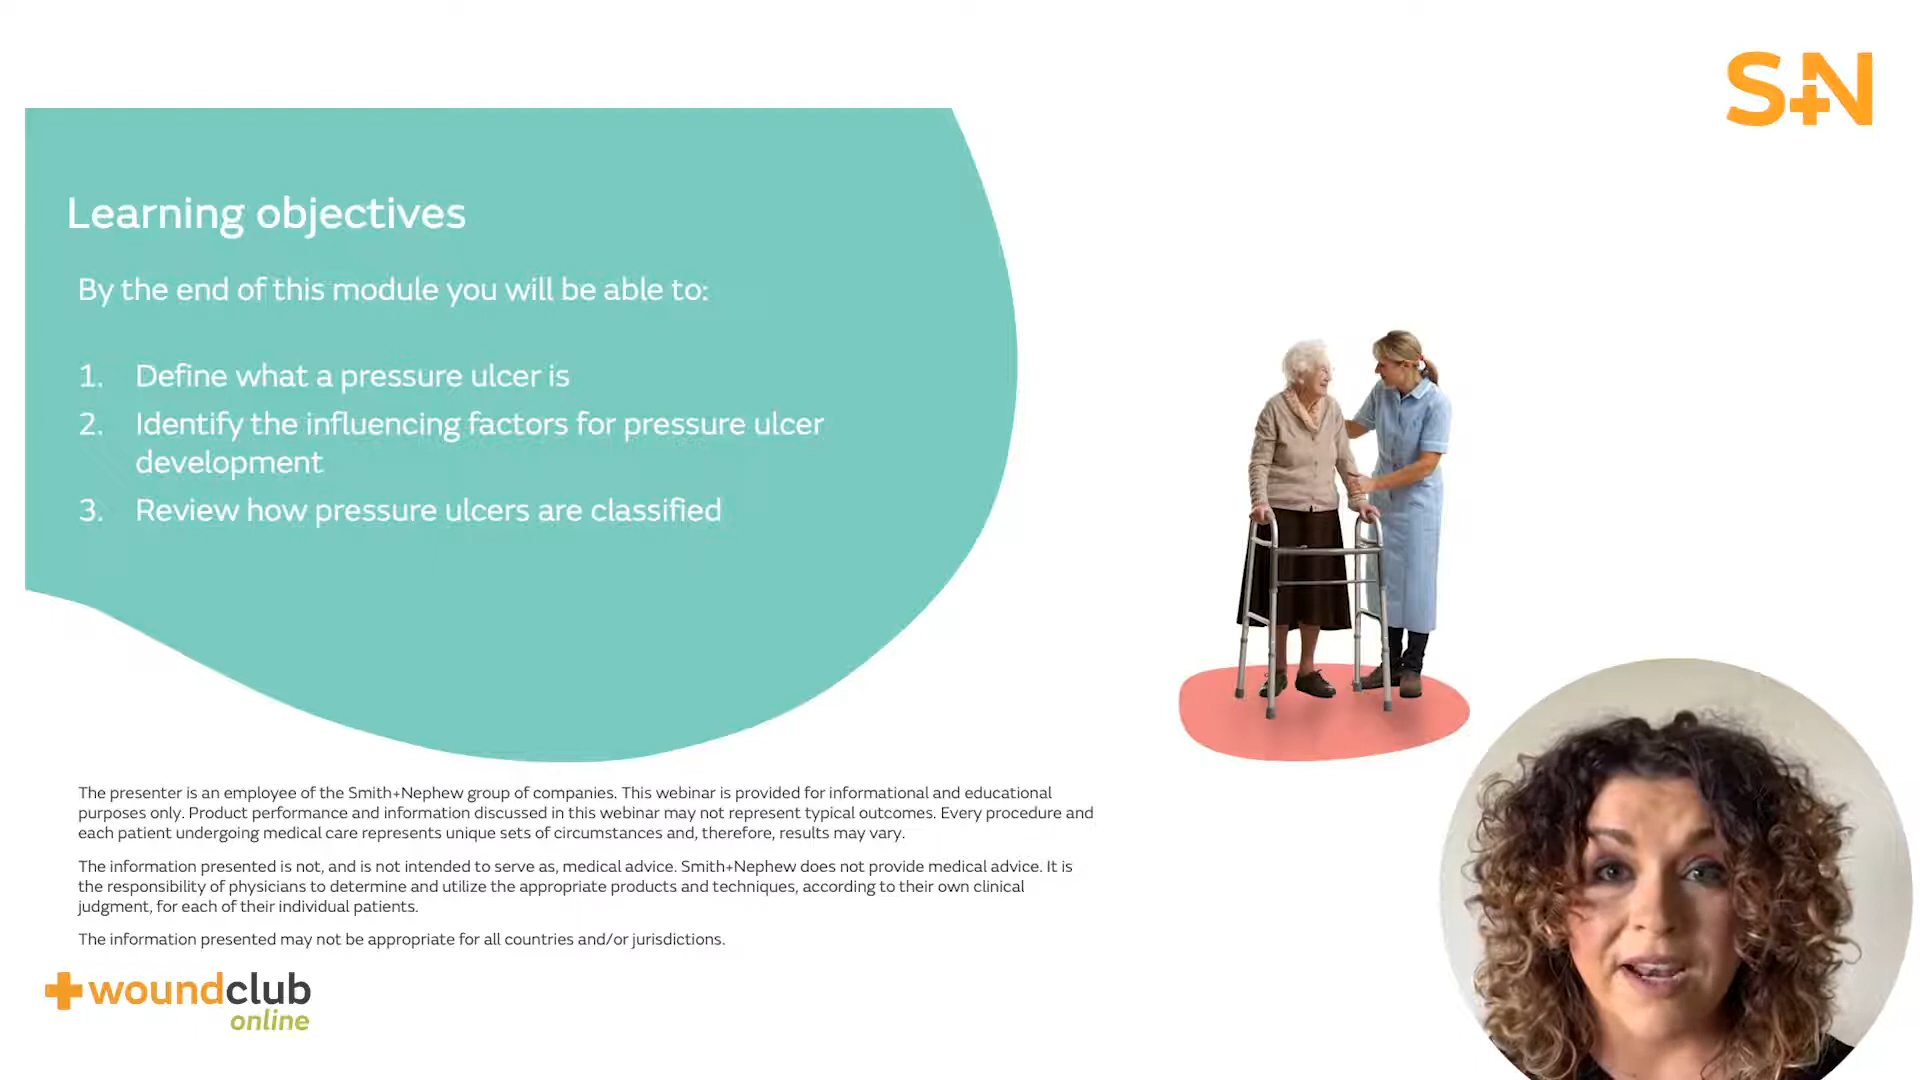 S+N
Learning objectives
By the end of this module you will be able to:
1. Define what a pressure ulcer is
2. Identify the influencing factors for pressure ulcer
development
3. Review how pressure ulcers are classified
The presenter is an employee of the Smith+Nephew group of companies. This webinar is provided for informational and educational
purposes only. Product performance and information discussed in this webinar may not represent typical outcomes. Every procedure and
each patient undergoing medical care represents unique sets of circumstances and, therefore, results may vary.
The information presented is not, and is not intended to serve as, medical advice. Smith+Nephew does not provide medical advice. It is
the responsibility of physicians to determine and utilize the appropriate products and techniques, according to their own clinical
judgment, for each of their individual patients.
The information presented may not be appropriate for all countries and/or jurisdictions.
woundclub
online